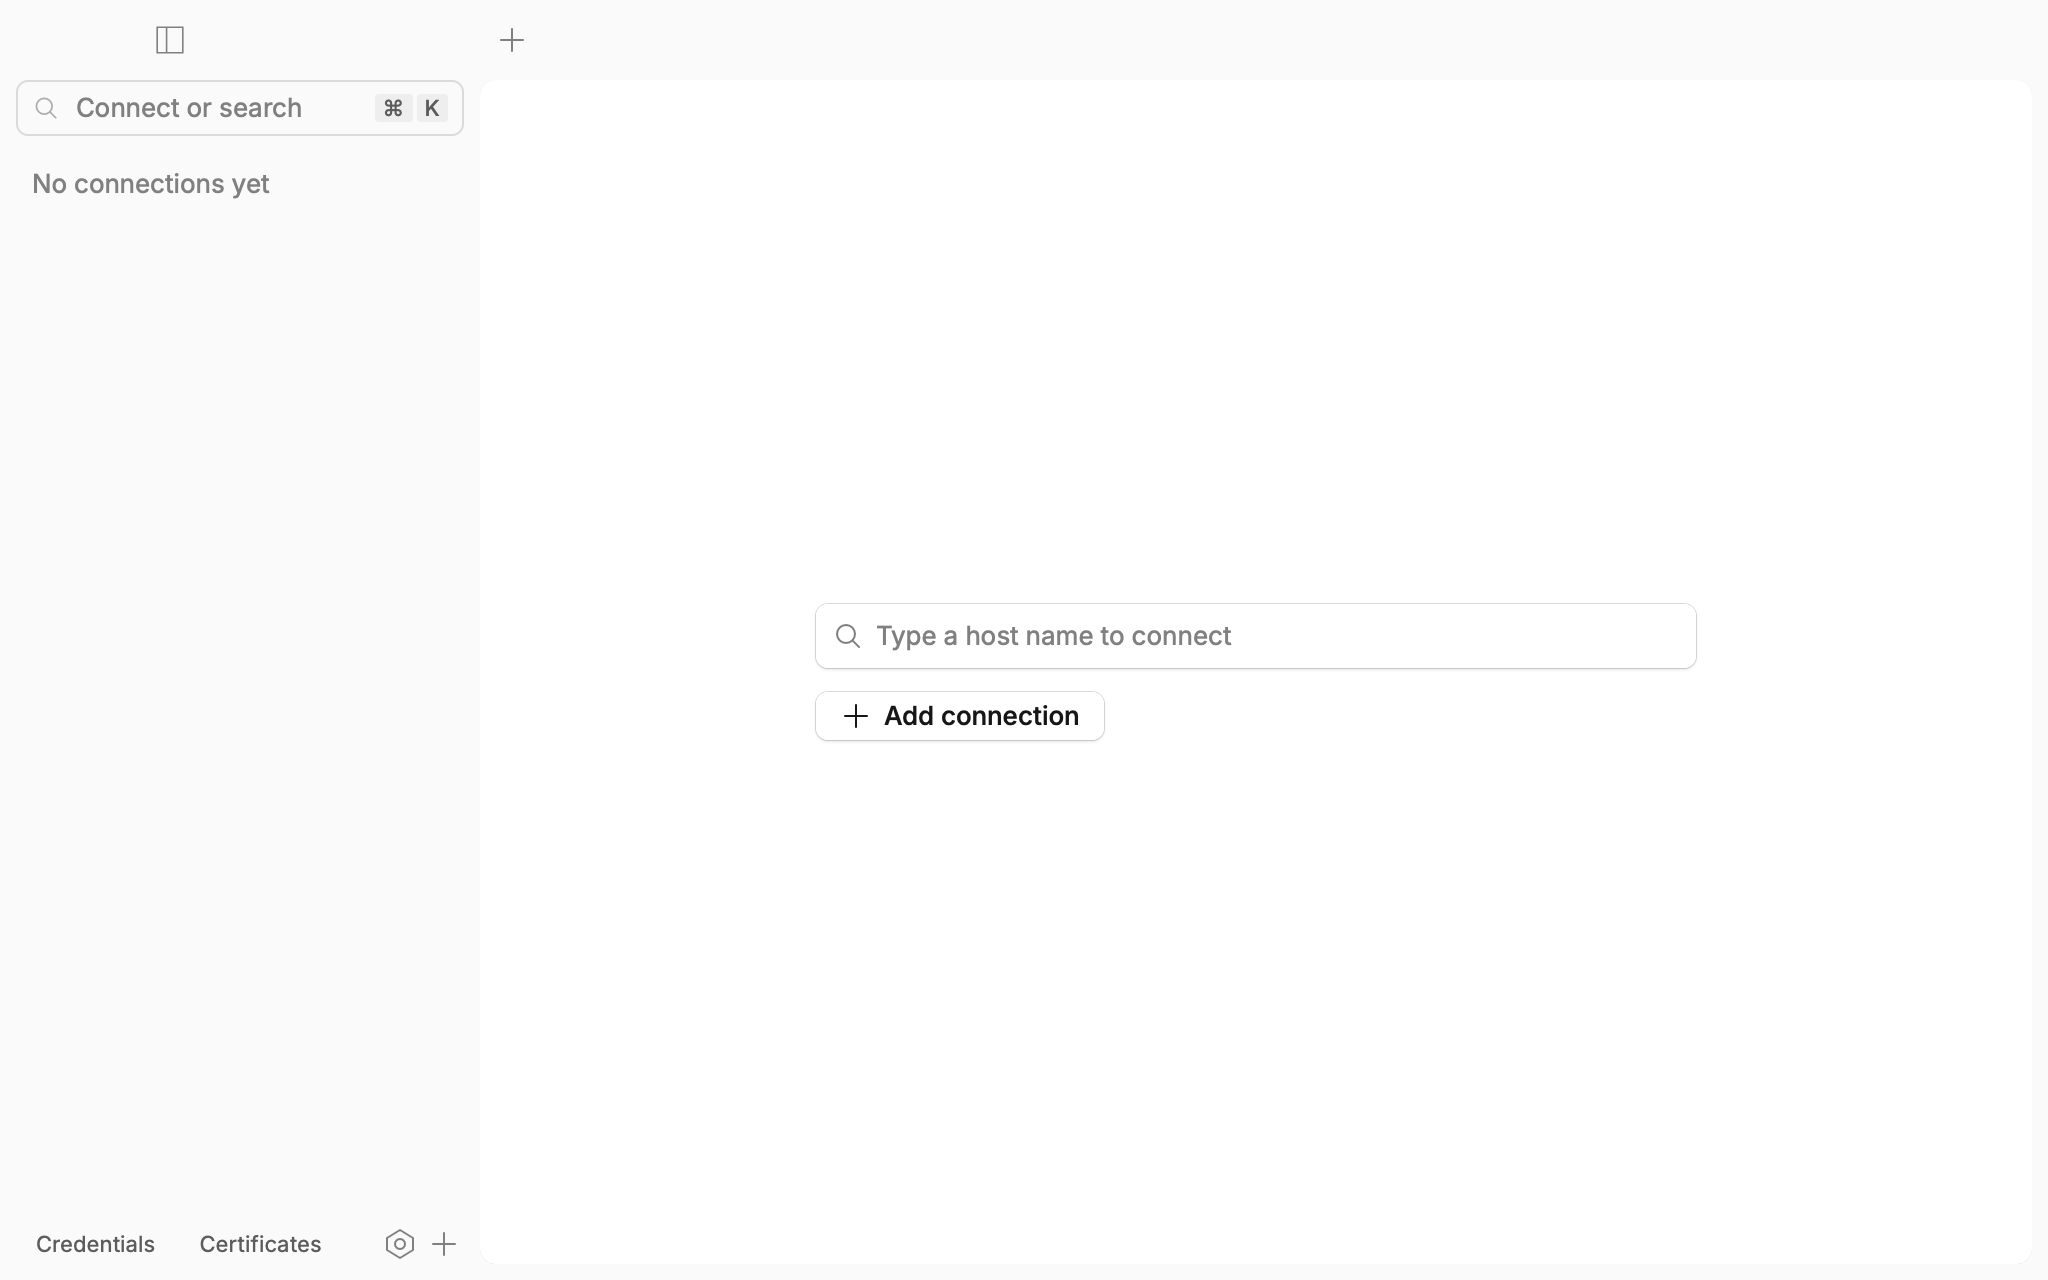 Connect or search ⌘ K
No connections yet
Type a host name to connect
Add connection
Credentials Certificates